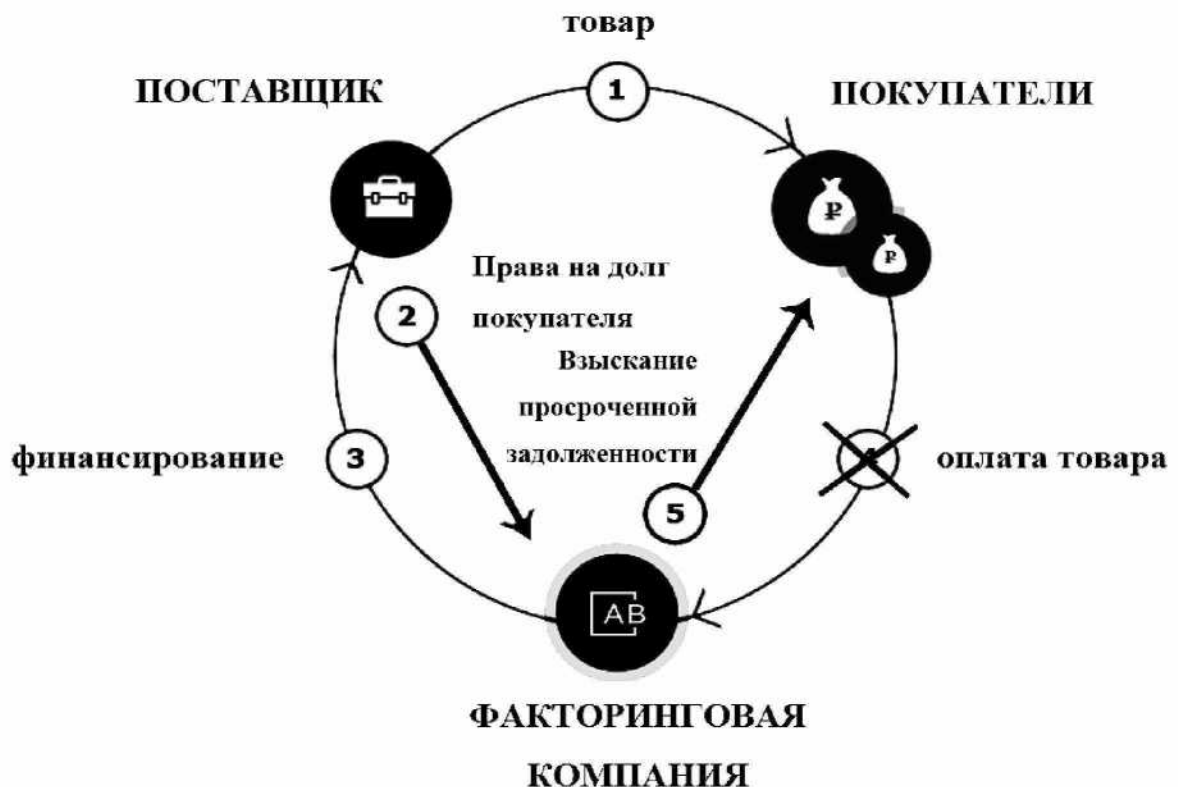 товар
1
ПОСТАВЩИК
ПОКУПАТЕЛИ
₽
₽
Права на долг
2
покупателя
Взыскание
просроченной
задолженности
финансирование
3
4
оплата товара
5
AB
ФАКТОРИНГОВАЯ
КОМПАНИЯ